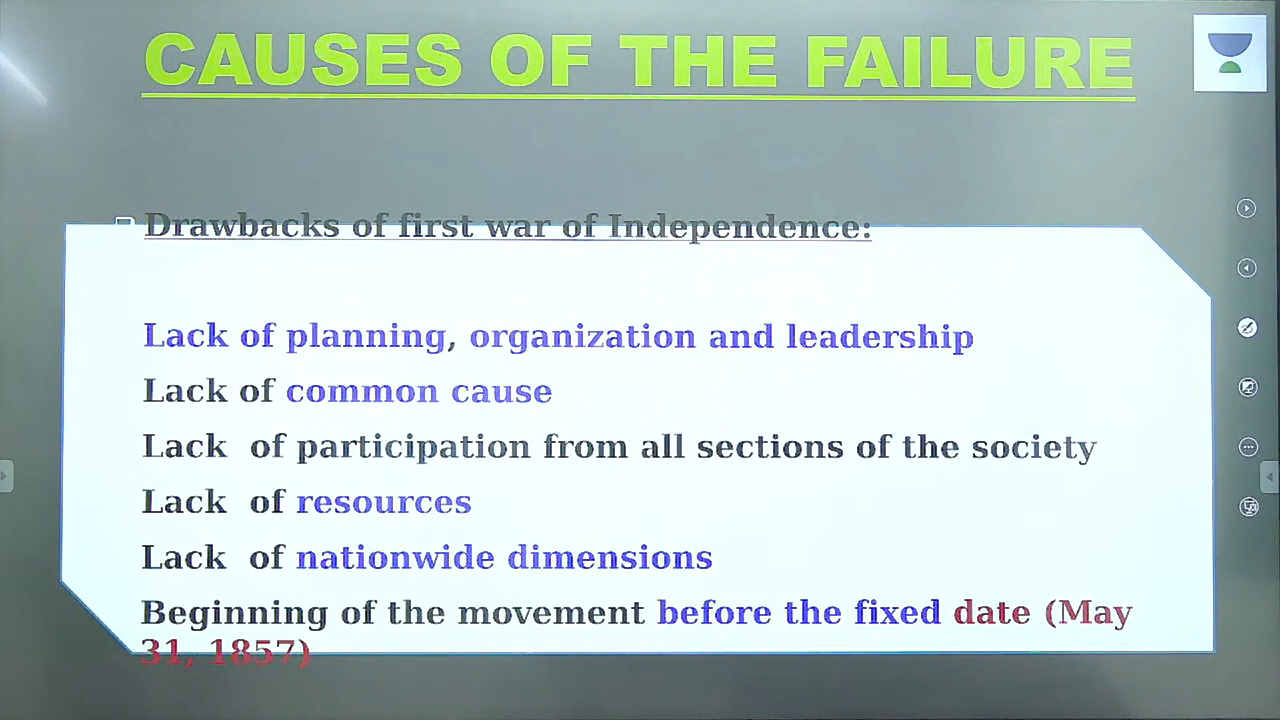 CAUSES OF THE FAILURE
Drawbacks of first war of Independence:
Lack of planning, organization and leadership
Lack of common cause
Lack of participation from all sections of the society
Lack of resources
Lack of nationwide dimensions
Beginning of the movement before the fixed date (May
31, 1857)